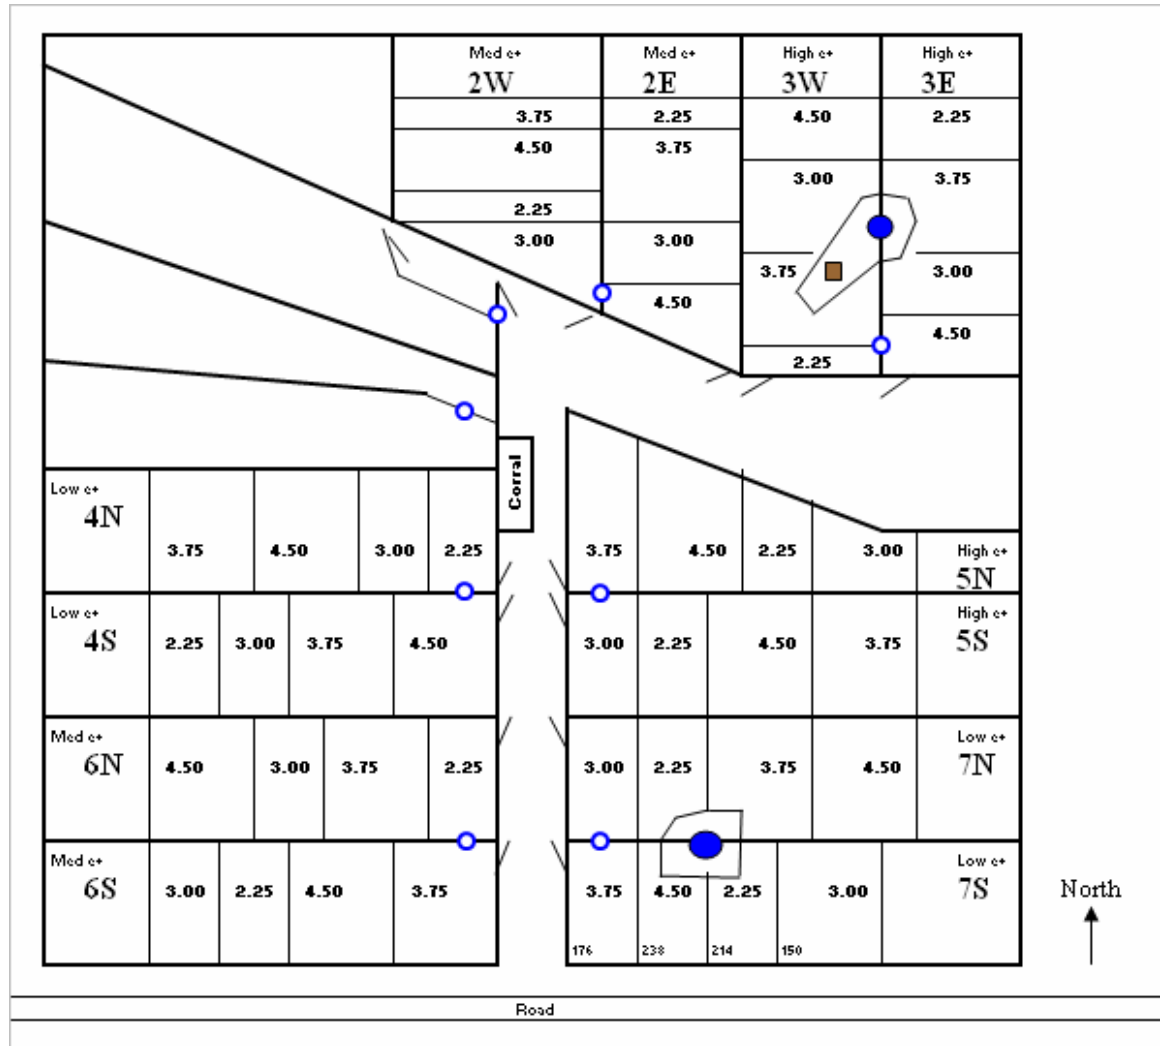 Med e+ Med e+ High e+ High e+
2W 2E 3W 3E
3.75 2.25 4.50 2.25
4.50 3.75
3.00 3.75
2.25
3.00 3.00
3.75 3.00
4.50
4.50
2.25
Corral
Low e+
4N
3.75 4.50 3.00 2.25
3.75 4.50 2.25 3.00
High e+
5N
Low e+
4S
2.25 3.00 3.75 4.50
3.00 2.25 4.50 3.75
High e+
5S
Med e+
6N
4.50 3.00 3.75 2.25
3.00 2.25 3.75 4.50
Low e+
7N
Med e+
6S
3.00 2.25 4.50 3.75
3.75 4.50 2.25 3.00
Low e+
7S
176 238 214 150
North
Road